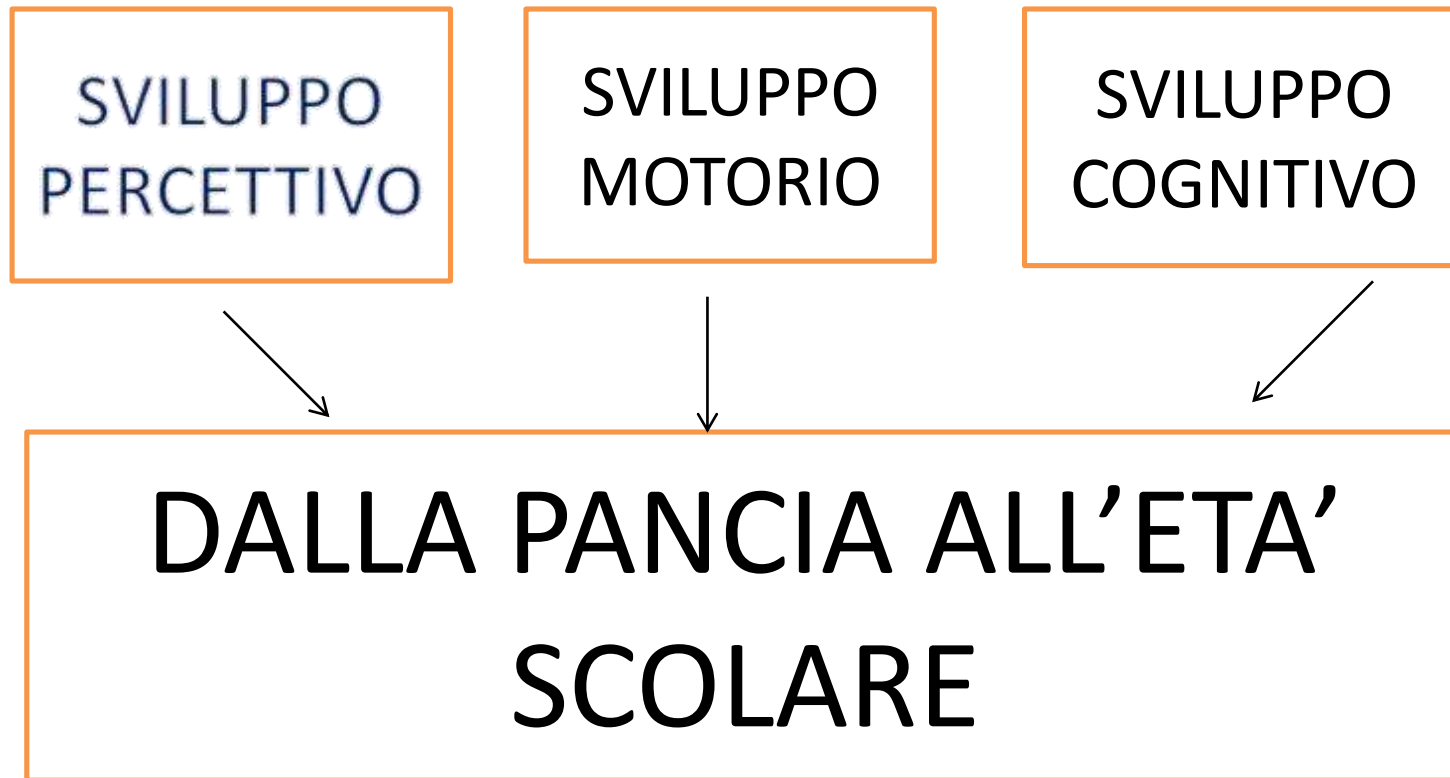 SVILUPPO
PERCETTIVO
SVILUPPO
MOTORIO
SVILUPPO
COGNITIVO
DALLA PANCIA ALL’ETA’
SCOLARE